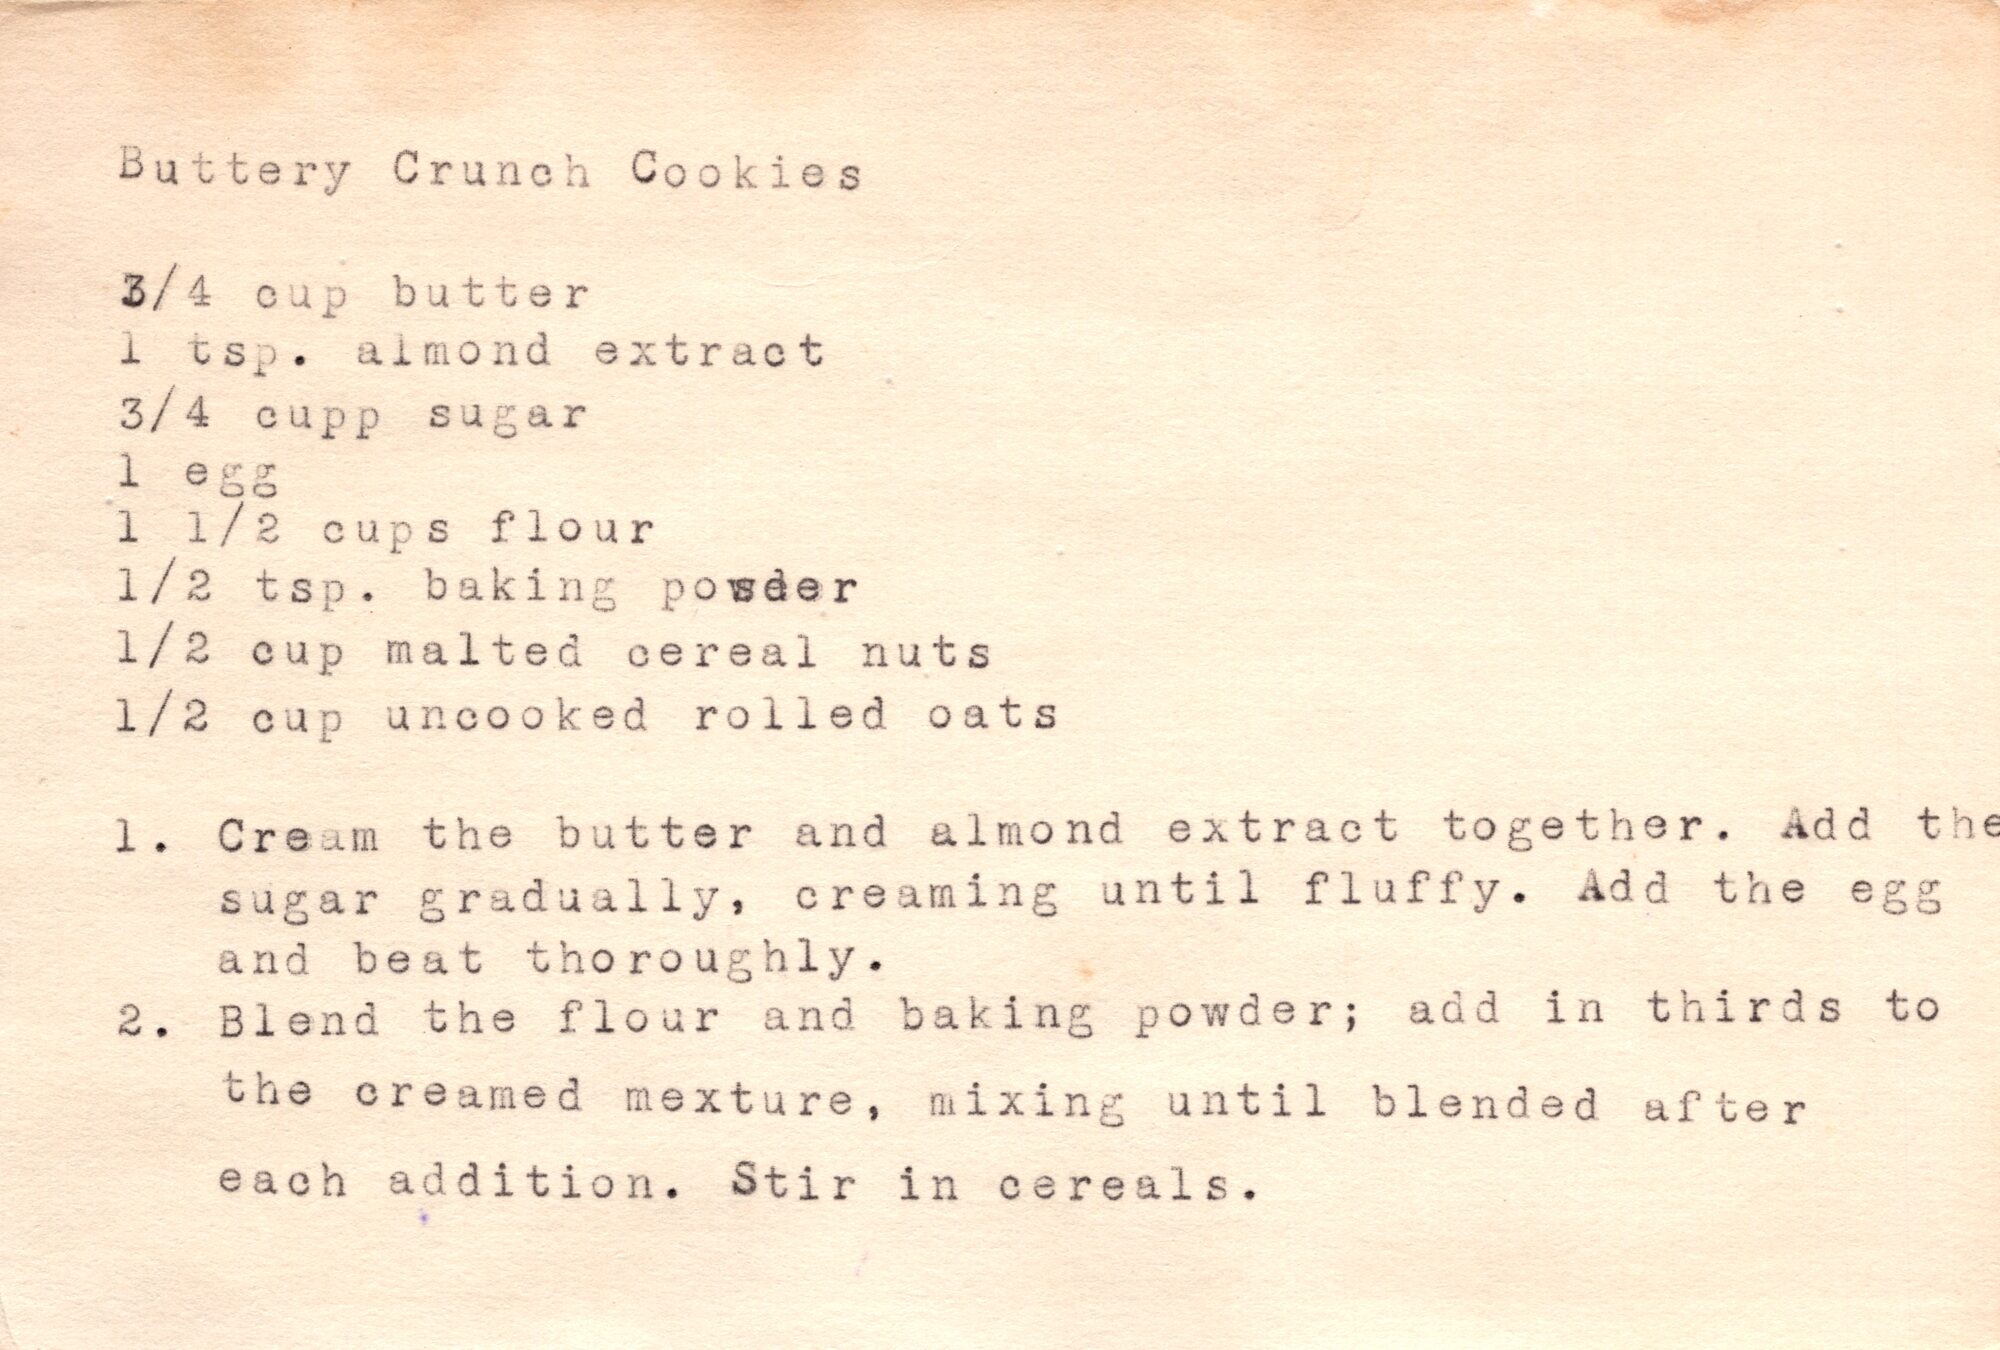 Buttery Crunch Cookies
3/4 cup butter
1 tsp. almond extract
3/4 cupp sugar
1 egg
1 1/2 cups flour
1/2 tsp. baking powder
1/2 cup malted cereal nuts
1/2 cup uncooked rolled oats
1. Cream the butter and almond extract together. Add the
sugar gradually, creaming until fluffy. Add the egg
and beat thoroughly.
2. Blend the flour and baking powder; add in thirds to
the creamed mexture, mixing until blended after
each addition. Stir in cereals.